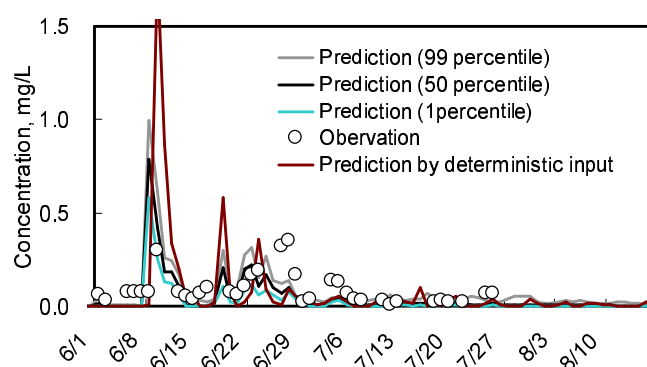 1.5
1.0
0.5
0.0
Concentration, mg/L
Prediction (99 percentile)
Prediction (50 percentile)
Prediction (1percentile)
Obervation
Prediction by deterministic input
6/1
6/8
6/15
6/22
6/29
7/6
7/13
7/20
7/27
8/3
8/10